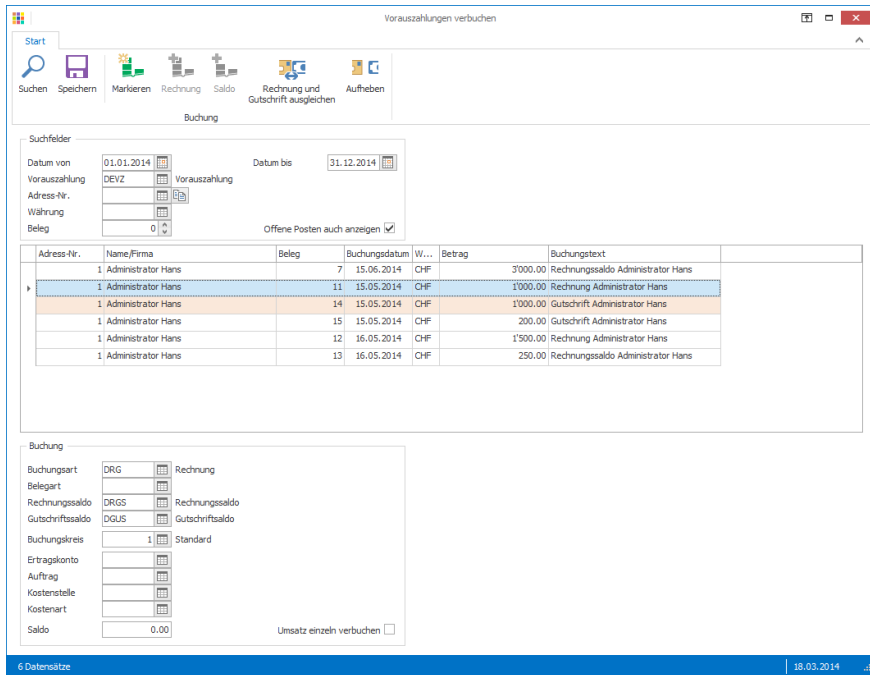 Vorauszahlungen verbuchen
Start
Suchen Speichern Markieren Rechnung Saldo Rechnung und Gutschrift ausgleichen Aufheben
Buchung
Suchfelder
Datum von 01.01.2014 Datum bis 31.12.2014
Vorauszahlung DEVZ Vorauszahlung
Adress-Nr.
Währung
Beleg 0 Offene Posten auch anzeigen
Adress-Nr. Name/Firma Beleg Buchungsdatum W... Betrag Buchungstext
1 Administrator Hans 7 15.06.2014 CHF 3'000.00 Rechnungssaldo Administrator Hans
1 Administrator Hans 11 15.05.2014 CHF 1'000.00 Rechnung Administrator Hans
1 Administrator Hans 14 15.05.2014 CHF 1'000.00 Gutschrift Administrator Hans
1 Administrator Hans 15 15.05.2014 CHF 200.00 Gutschrift Administrator Hans
1 Administrator Hans 12 16.05.2014 CHF 1'500.00 Rechnung Administrator Hans
1 Administrator Hans 13 16.05.2014 CHF 250.00 Rechnungssaldo Administrator Hans
Buchung
Buchungsart DRG Rechnung
Belegart
Rechnungssaldo DRGS Rechnungssaldo
Gutschriftssaldo DGUS Gutschriftsaldo
Buchungskreis 1 Standard
Ertragskonto
Auftrag
Kostenstelle
Kostenart
Saldo 0.00 Umsatz einzeln verbuchen
6 Datensätze 18.03.2014